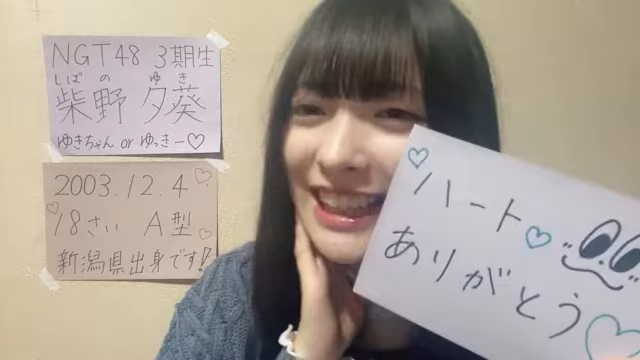 NGT48 3期生
しばの ゆき
柴野 夕葵
ゆきちゃん or ゆっきー♡
2003.12.4
18さい A型
新潟県出身です!
ハート
ありがとう